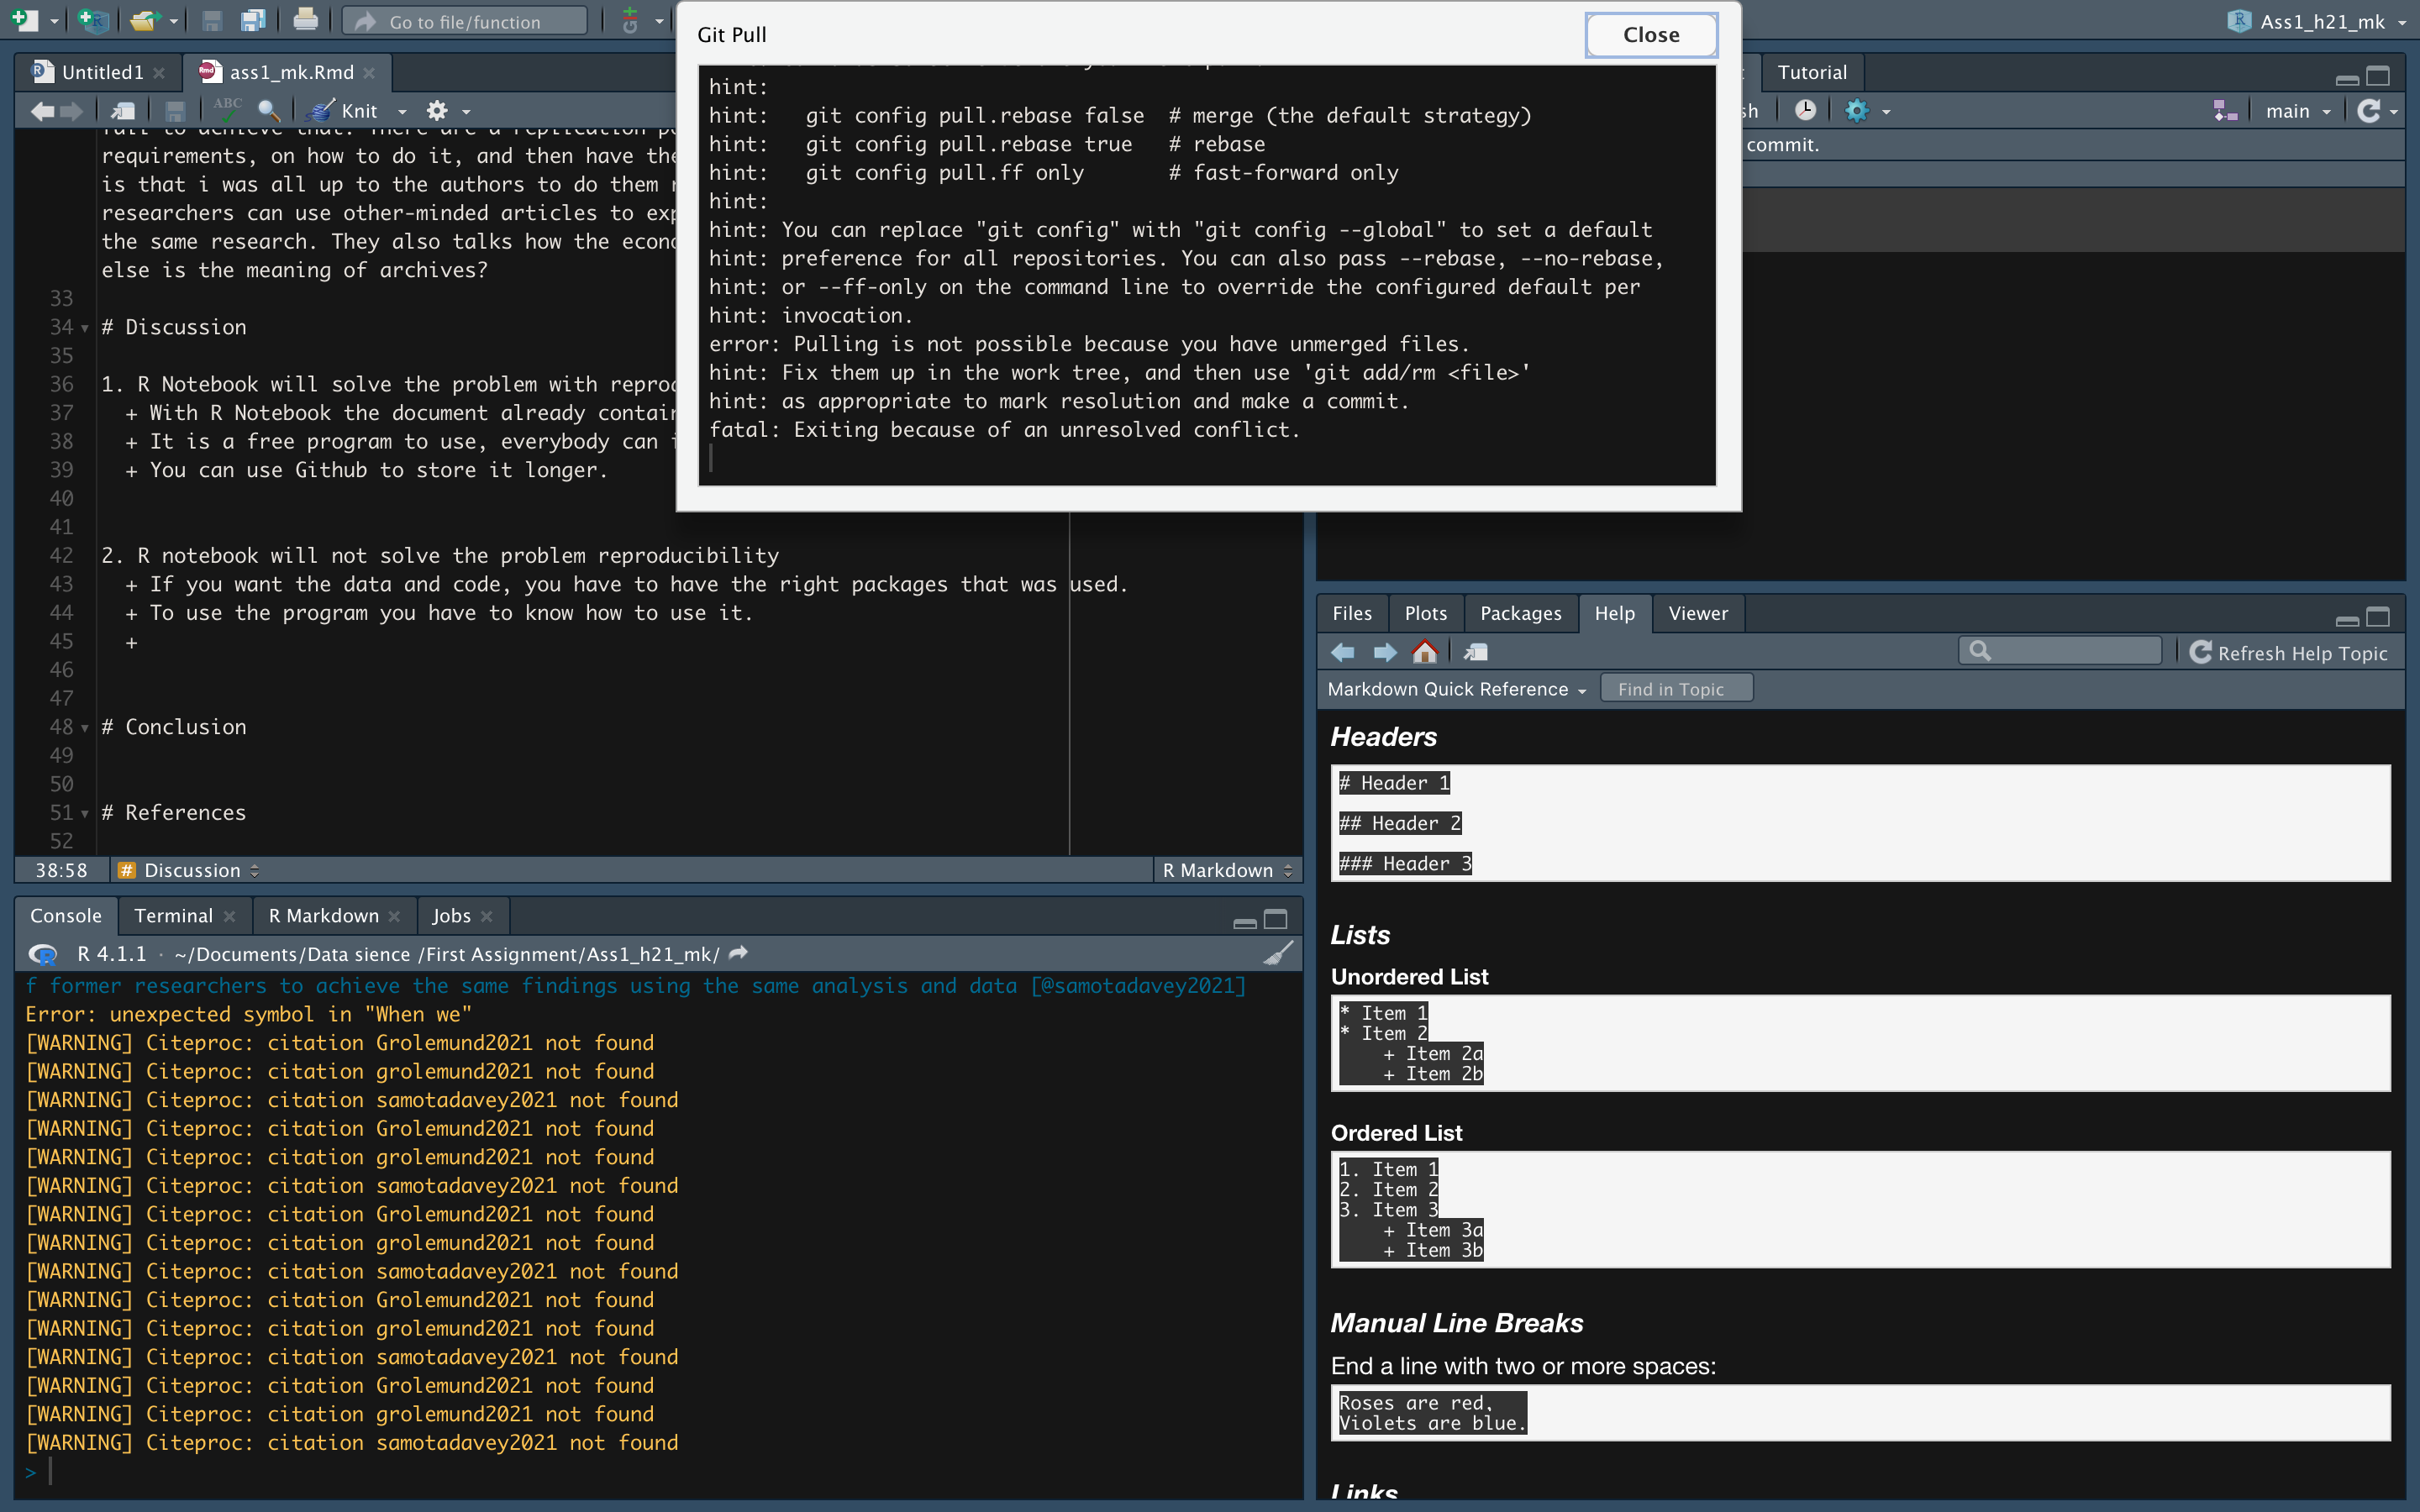 Go to file/function
Git
Ass1_h21_mk
Git Pull
Close
Untitled1
ass1_mk.Rmd
Tutorial
ABC
Knit
sh
main
commit.
requirements, on how to do it, and then have the
is that i was all up to the authors to do them
researchers can use other-minded articles to
the same research. They also talks how the
else is the meaning of archives?
33
34 # Discussion
35
36 1. R Notebook will solve the problem with
37 + With R Notebook the document already
38 + It is a free program to use, everybody can
39 + You can use Github to store it longer.
40
41
42 2. R notebook will not solve the problem reproducibility
43 + If you want the data and code, you have to have the right packages that was used.
44 + To use the program you have to know how to use it.
45 +
46
47
48 # Conclusion
49
50
51 # References
52
38:58 # Discussion R Markdown
hint:
hint: git config pull.rebase false # merge (the default strategy)
hint: git config pull.rebase true # rebase
hint: git config pull.ff only # fast-forward only
hint:
hint: You can replace "git config" with "git config --global" to set a default
hint: preference for all repositories. You can also pass --rebase, --no-rebase,
hint: or --ff-only on the command line to override the configured default per
hint: invocation.
error: Pulling is not possible because you have unmerged files.
hint: Fix them up in the work tree, and then use 'git add/rm <file>'
hint: as appropriate to mark resolution and make a commit.
fatal: Exiting because of an unresolved conflict.
Console Terminal R Markdown Jobs
R 4.1.1 · ~/Documents/Data sience /First Assignment/Ass1_h21_mk/
f former researchers to achieve the same findings using the same analysis and data [@samotadavey2021]
Error: unexpected symbol in "When we"
[WARNING] Citeproc: citation Grolemund2021 not found
[WARNING] Citeproc: citation grolemund2021 not found
[WARNING] Citeproc: citation samotadavey2021 not found
[WARNING] Citeproc: citation Grolemund2021 not found
[WARNING] Citeproc: citation grolemund2021 not found
[WARNING] Citeproc: citation samotadavey2021 not found
[WARNING] Citeproc: citation Grolemund2021 not found
[WARNING] Citeproc: citation grolemund2021 not found
[WARNING] Citeproc: citation samotadavey2021 not found
[WARNING] Citeproc: citation Grolemund2021 not found
[WARNING] Citeproc: citation grolemund2021 not found
[WARNING] Citeproc: citation samotadavey2021 not found
[WARNING] Citeproc: citation Grolemund2021 not found
[WARNING] Citeproc: citation grolemund2021 not found
[WARNING] Citeproc: citation samotadavey2021 not found
>
Files Plots Packages Help Viewer
Refresh Help Topic
Markdown Quick Reference Find in Topic
Headers
# Header 1
## Header 2
### Header 3
Lists
Unordered List
* Item 1
* Item 2
+ Item 2a
+ Item 2b
Ordered List
1. Item 1
2. Item 2
3. Item 3
+ Item 3a
+ Item 3b
Manual Line Breaks
End a line with two or more spaces:
Roses are red,
Violets are blue.
Links